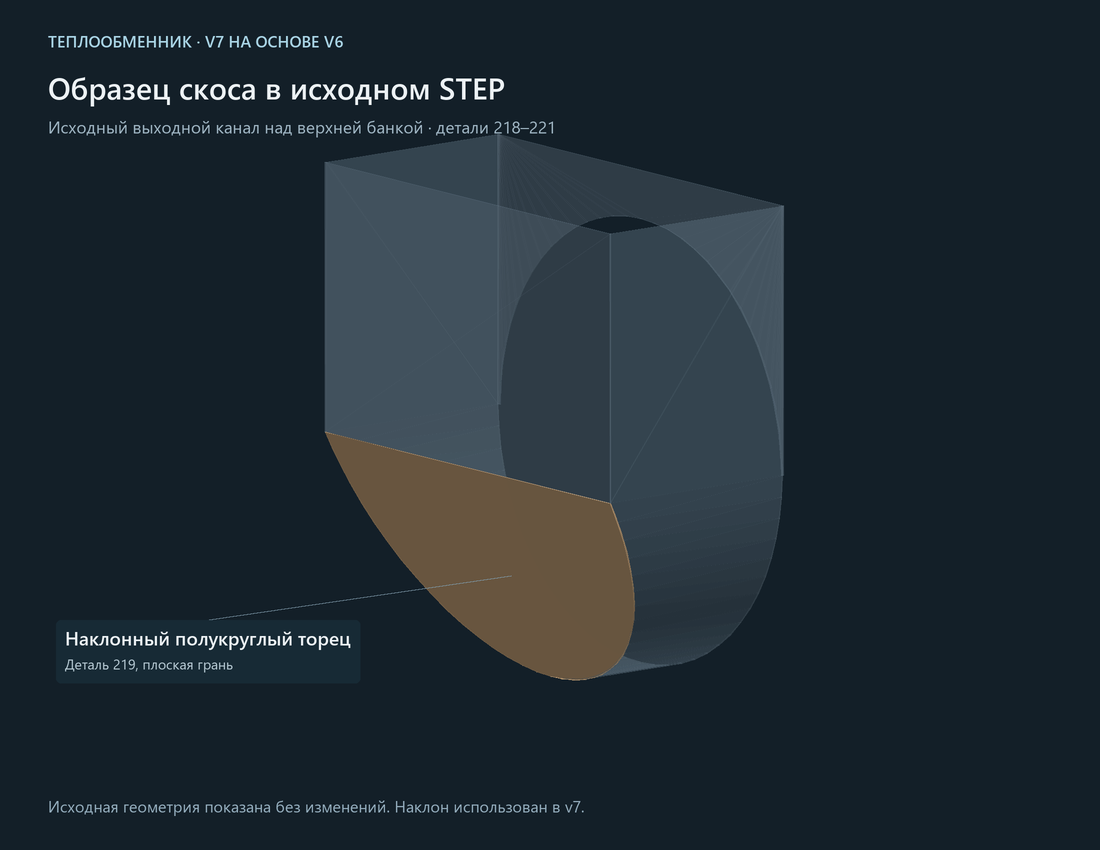 ТЕПЛООБМЕННИК · V7 НА ОСНОВЕ V6
Образец скоса в исходном STEP
Исходный выходной канал над верхней банкой · детали 218–221
Наклонный полукруглый торец
Деталь 219, плоская грань
Исходная геометрия показана без изменений. Наклон использован в v7.